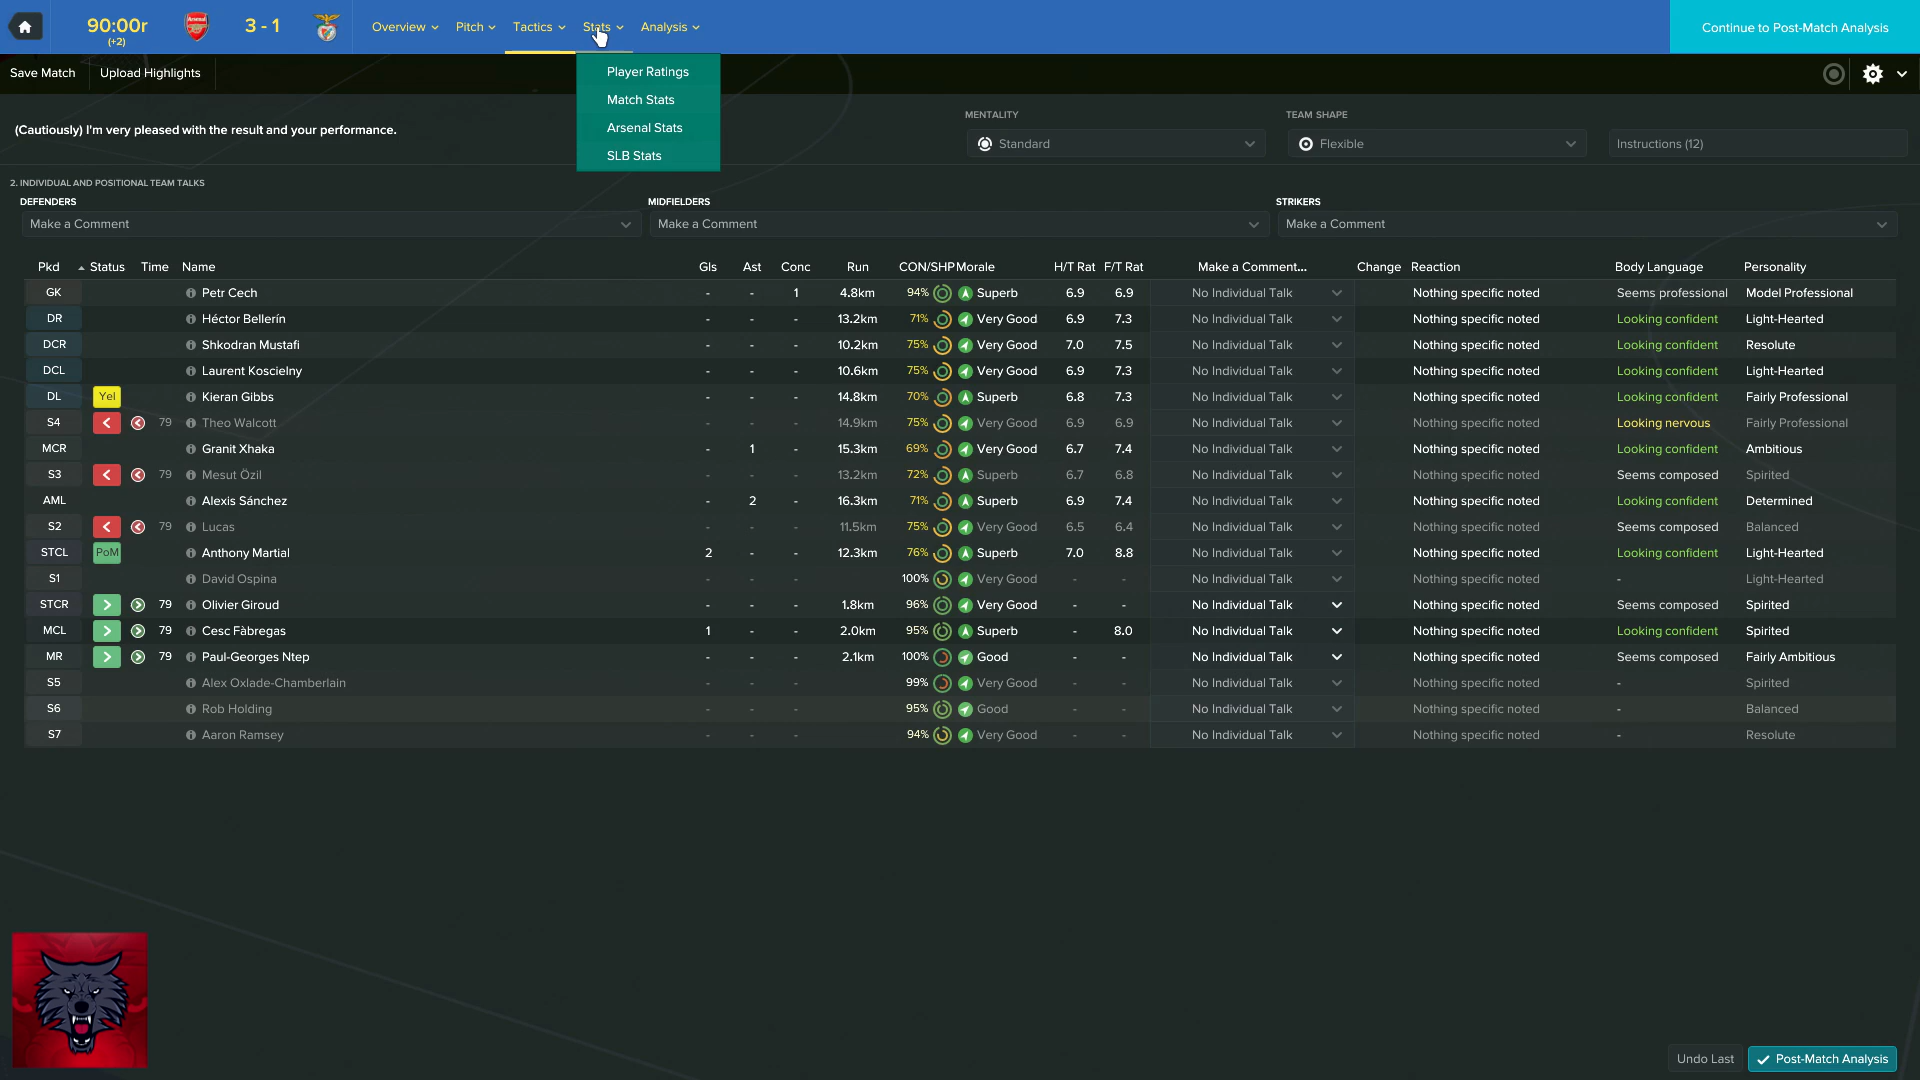 90:00r
(+2)
3 - 1
Overview
Pitch
Tactics
Stats
Analysis
Continue to Post-Match Analysis
Save Match
Upload Highlights
Player Ratings
Match Stats
Arsenal Stats
SLB Stats
(Cautiously) I'm very pleased with the result and your performance.
MENTALITY
Standard
TEAM SHAPE
Flexible
Instructions (12)
2. INDIVIDUAL AND POSITIONAL TEAM TALKS
DEFENDERS
Make a Comment
MIDFIELDERS
Make a Comment
STRIKERS
Make a Comment
Pkd Status Time Name Gls Ast Conc Run CON/SHP Morale H/T Rat F/T Rat Make a Comment... Change Reaction Body Language Personality
GK Petr Cech - - 1 4.8km 94% Superb 6.9 6.9 No Individual Talk Nothing specific noted Seems professional Model Professional
DR Héctor Bellerín - - - 13.2km 71% Very Good 6.9 7.3 No Individual Talk Nothing specific noted Looking confident Light-Hearted
DCR Shkodran Mustafi - - - 10.2km 75% Very Good 7.0 7.5 No Individual Talk Nothing specific noted Looking confident Resolute
DCL Laurent Koscielny - - - 10.6km 75% Very Good 6.9 7.3 No Individual Talk Nothing specific noted Looking confident Light-Hearted
DL Yel Kieran Gibbs - - - 14.8km 70% Superb 6.8 7.3 No Individual Talk Nothing specific noted Looking confident Fairly Professional
S4 79 Theo Walcott - - - 14.9km 75% Very Good 6.9 6.9 No Individual Talk Nothing specific noted Looking nervous Fairly Professional
MCR Granit Xhaka - 1 - 15.3km 69% Very Good 6.7 7.4 No Individual Talk Nothing specific noted Looking confident Ambitious
S3 79 Mesut Özil - - - 13.2km 72% Superb 6.7 6.8 No Individual Talk Nothing specific noted Seems composed Spirited
AML Alexis Sánchez - 2 - 16.3km 71% Superb 6.9 7.4 No Individual Talk Nothing specific noted Looking confident Determined
S2 79 Lucas - - - 11.5km 75% Very Good 6.5 6.4 No Individual Talk Nothing specific noted Seems composed Balanced
STCL PoM Anthony Martial 2 - - 12.3km 76% Superb 7.0 8.8 No Individual Talk Nothing specific noted Looking confident Light-Hearted
S1 David Ospina - - - 100% Very Good - - No Individual Talk Nothing specific noted - Light-Hearted
STCR 79 Olivier Giroud - - - 1.8km 96% Very Good - - No Individual Talk Nothing specific noted Seems composed Spirited
MCL 79 Cesc Fàbregas 1 - - 2.0km 95% Superb - 8.0 No Individual Talk Nothing specific noted Looking confident Spirited
MR 79 Paul-Georges Ntep - - - 2.1km 100% Good - - No Individual Talk Nothing specific noted Seems composed Fairly Ambitious
S5 Alex Oxlade-Chamberlain - - - 99% Very Good - - No Individual Talk Nothing specific noted - Spirited
S6 Rob Holding - - - 95% Good - - No Individual Talk Nothing specific noted - Balanced
S7 Aaron Ramsey - - - 94% Very Good - - No Individual Talk Nothing specific noted - Resolute
Undo Last
Post-Match Analysis